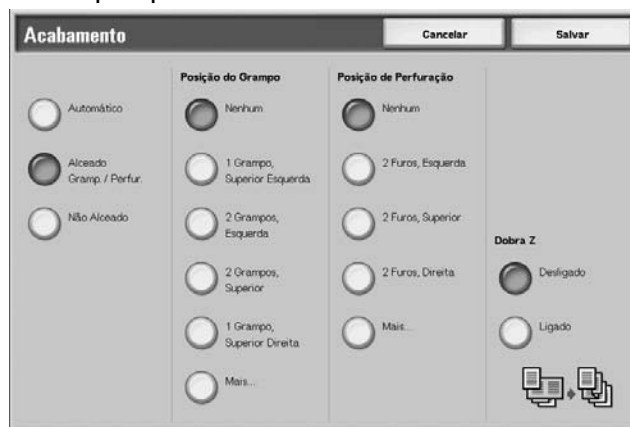 Acabamento
Cancelar
Salvar
Automático
Alceado
Gramp. / Perfur.
Não Alceado
Posição do Grampo
Nenhum
1 Grampo,
Superior Esquerda
2 Grampos,
Esquerda
2 Grampos,
Superior
1 Grampo,
Superior Direita
Mais...
Posição de Perfuração
Nenhum
2 Furos, Esquerda
2 Furos, Superior
2 Furos, Direita
Mais...
Dobra Z
Desligado
Ligado